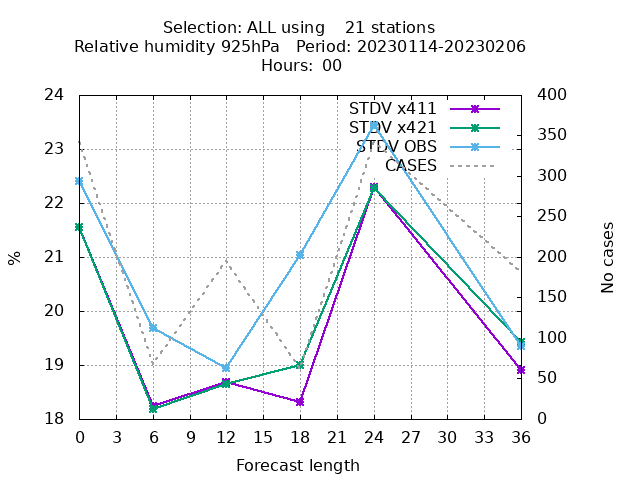 Selection: ALL using 21 stations
Relative humidity 925hPa Period: 20230114-20230206
Hours: 00
24 400
STDV x411
350
STDV x421
23
STDV OBS
300
CASES
22 250
21 200
% No cases
150
20
100
19
50
18 0
0 3 6 9 12 15 18 21 24 27 30 33 36
Forecast length